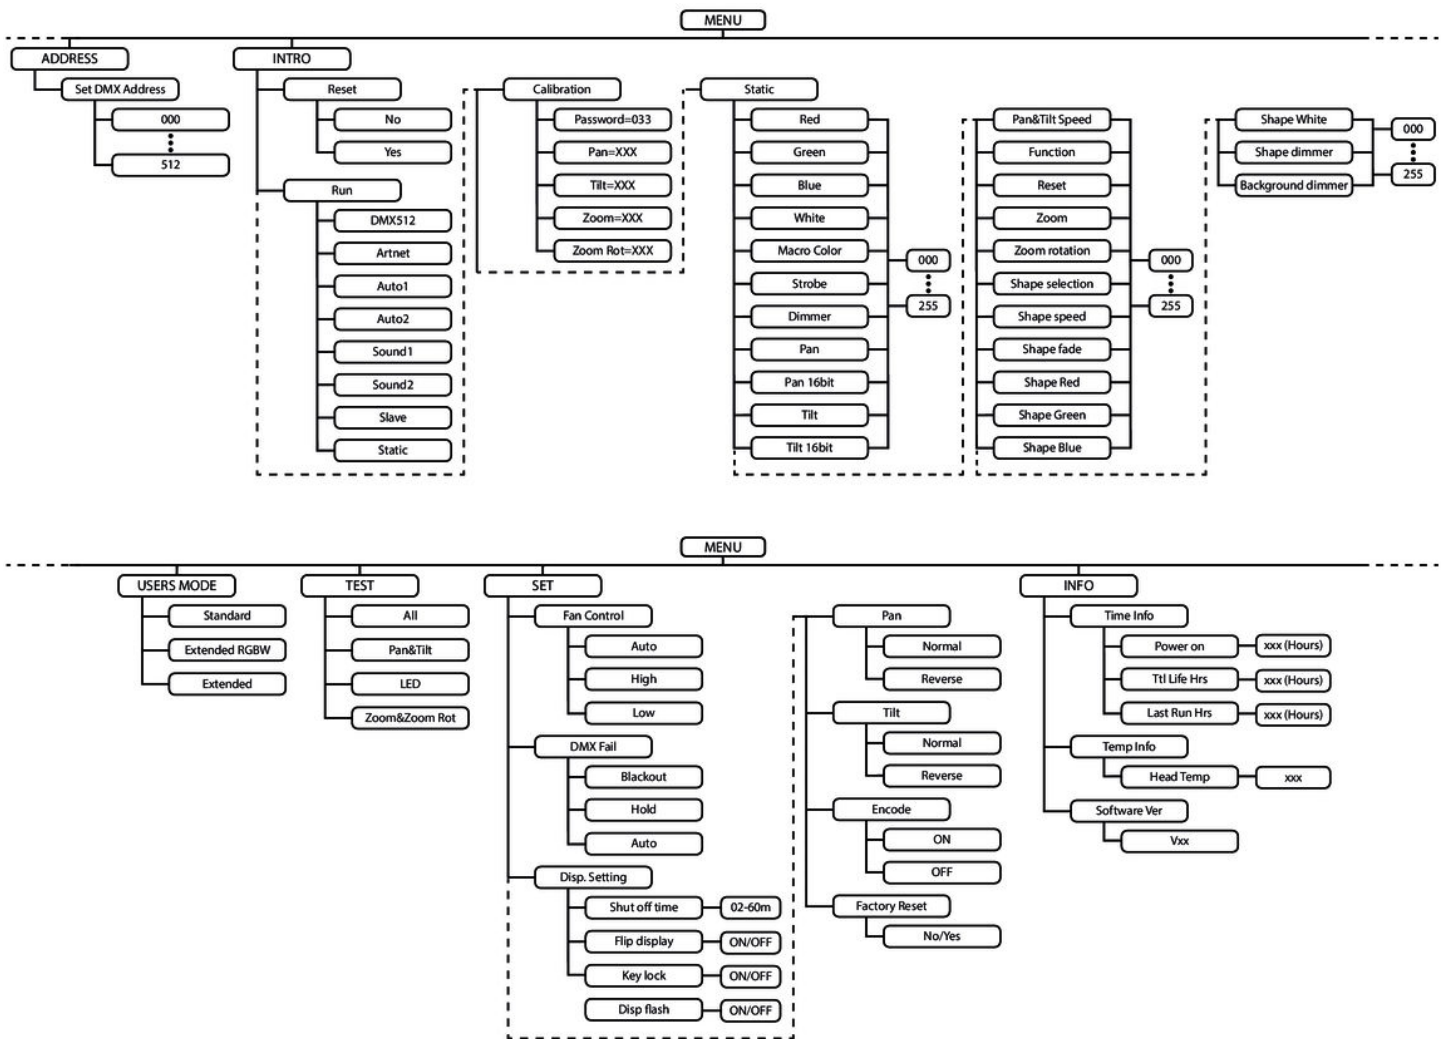 MENU
ADDRESS
Set DMX Address
000
512
INTRO
Reset
No
Yes
Run
DMX512
Artnet
Auto1
Auto2
Sound1
Sound2
Slave
Static
Calibration
Password=033
Pan=XXX
Tilt=XXX
Zoom=XXX
Zoom Rot=XXX
Static
Red
Green
Blue
White
Macro Color
Strobe
Dimmer
Pan
Pan 16bit
Tilt
Tilt 16bit
000
255
Pan&Tilt Speed
Function
Reset
Zoom
Zoom rotation
Shape selection
Shape speed
Shape fade
Shape Red
Shape Green
Shape Blue
000
255
Shape White
Shape dimmer
Background dimmer
000
255
MENU
USERS MODE
Standard
Extended RGBW
Extended
TEST
All
Pan&Tilt
LED
Zoom&Zoom Rot
SET
Fan Control
Auto
High
Low
DMX Fail
Blackout
Hold
Auto
Disp. Setting
Shut off time 02-60m
Flip display ON/OFF
Key lock ON/OFF
Disp flash ON/OFF
Pan
Normal
Reverse
Tilt
Normal
Reverse
Encode
ON
OFF
Factory Reset
No/Yes
INFO
Time Info
Power on xxx (Hours)
Ttl Life Hrs xxx (Hours)
Last Run Hrs xxx (Hours)
Temp Info
Head Temp xxx
Software Ver
Vxx